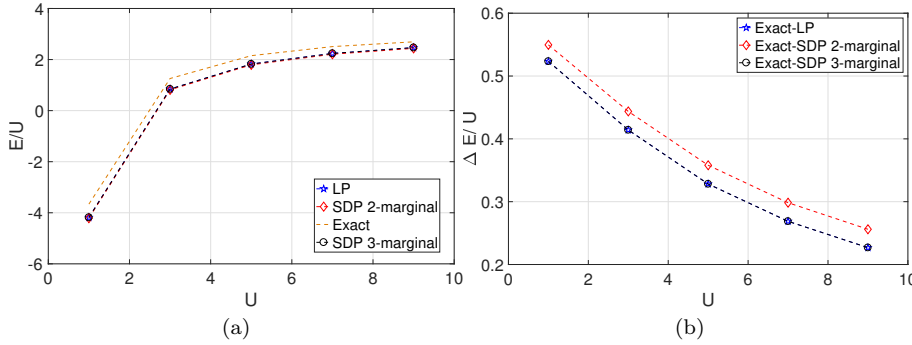 6
4
2
0
-2
-4
-6
E/U
0 2 4 6 8 10
U
LP
SDP 2-marginal
Exact
SDP 3-marginal
(a)
0.6
0.5
0.4
0.3
0.2
Δ E/ U
0 2 4 6 8 10
U
Exact-LP
Exact-SDP 2-marginal
Exact-SDP 3-marginal
(b)